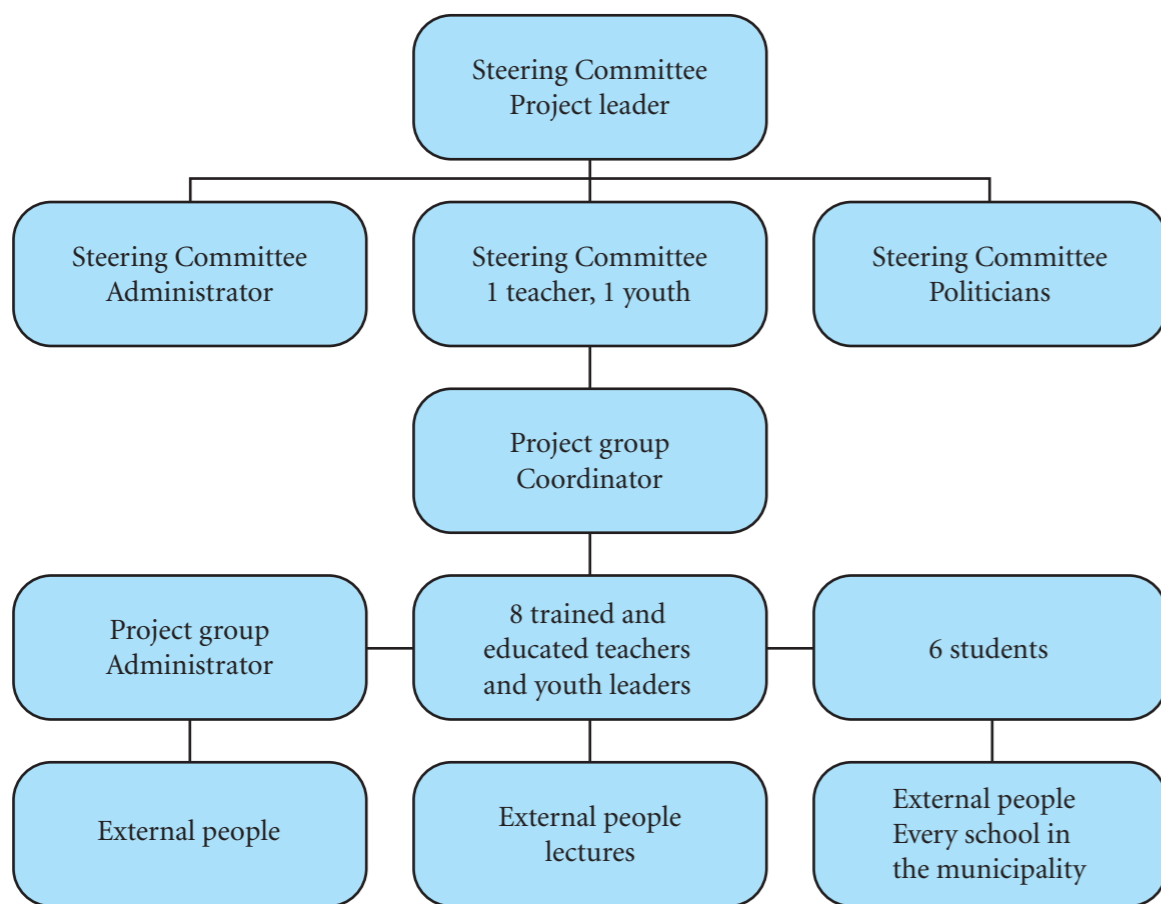 Steering Committee
Project leader
Steering Committee
Administrator
Steering Committee
1 teacher, 1 youth
Steering Committee
Politicians
Project group
Coordinator
Project group
Administrator
8 trained and
educated teachers
and youth leaders
6 students
External people
External people
lectures
External people
Every school in
the municipality